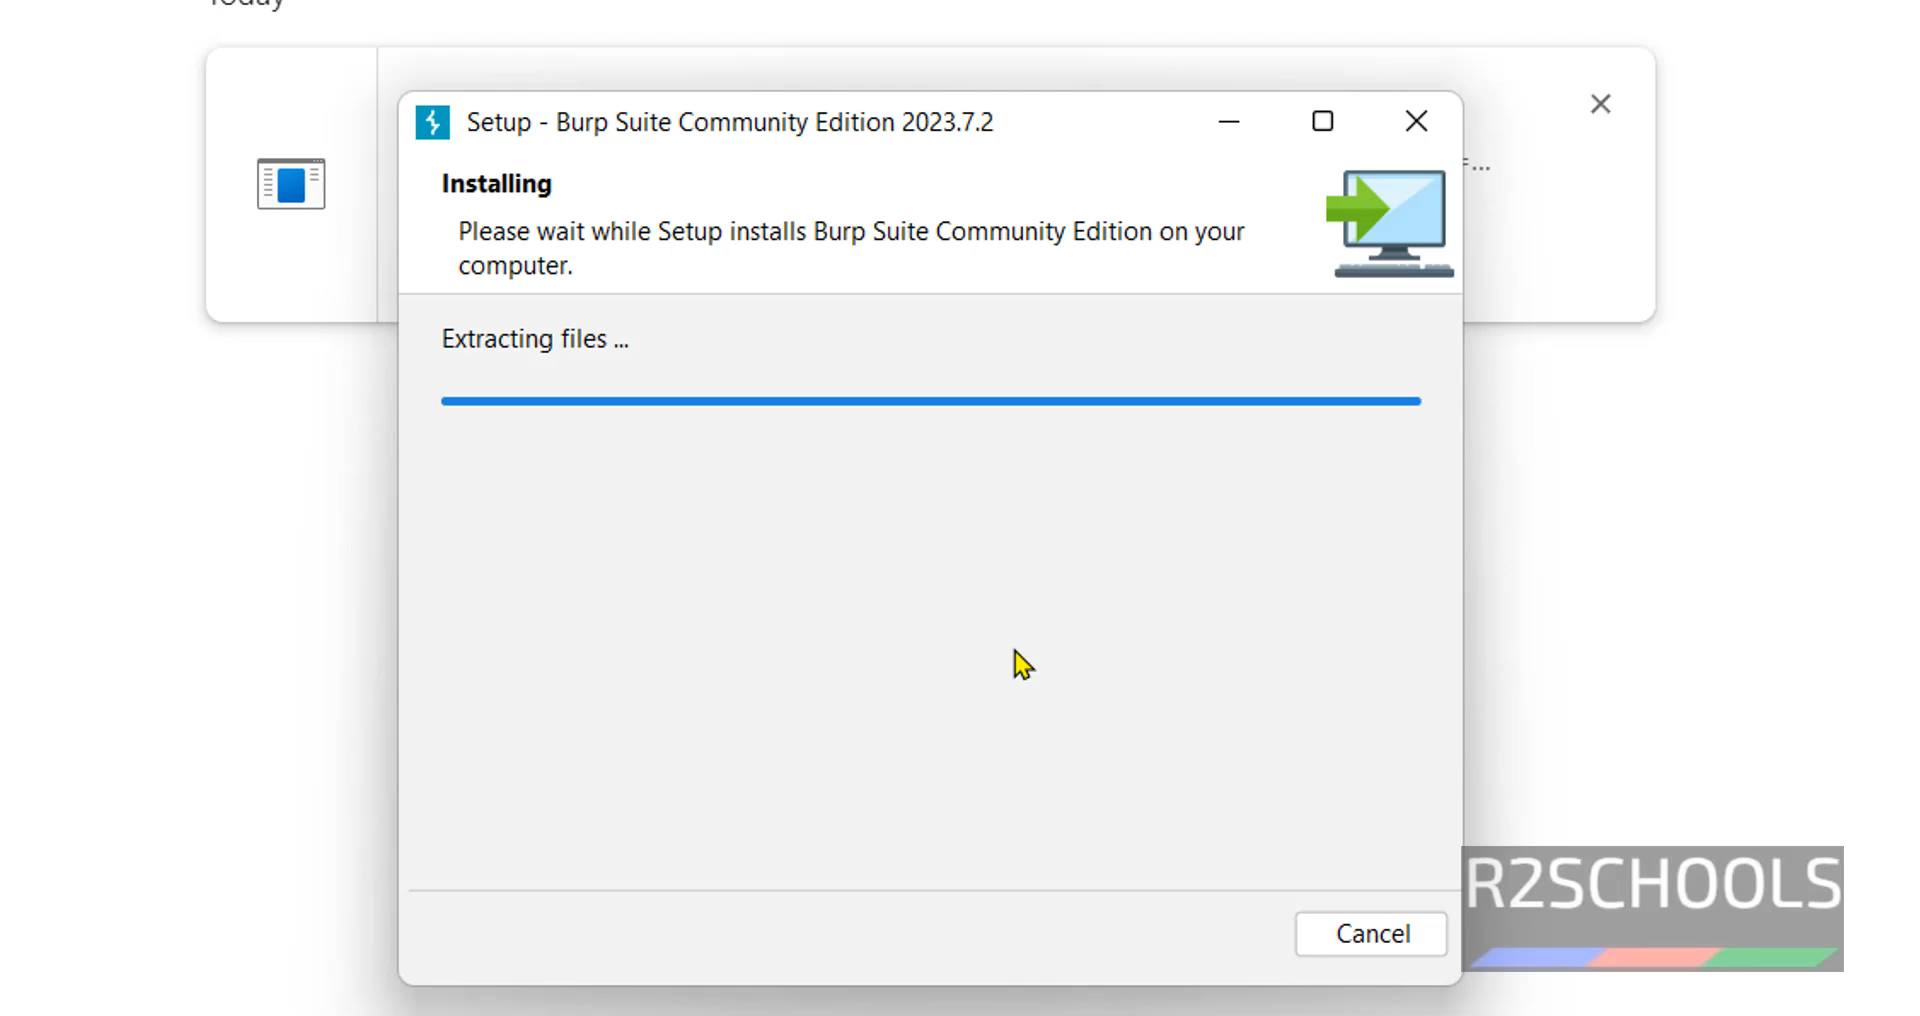 Today
Setup - Burp Suite Community Edition 2023.7.2
Installing
Please wait while Setup installs Burp Suite Community Edition on your
computer.
Extracting files ...
R2SCHOOLS
Cancel